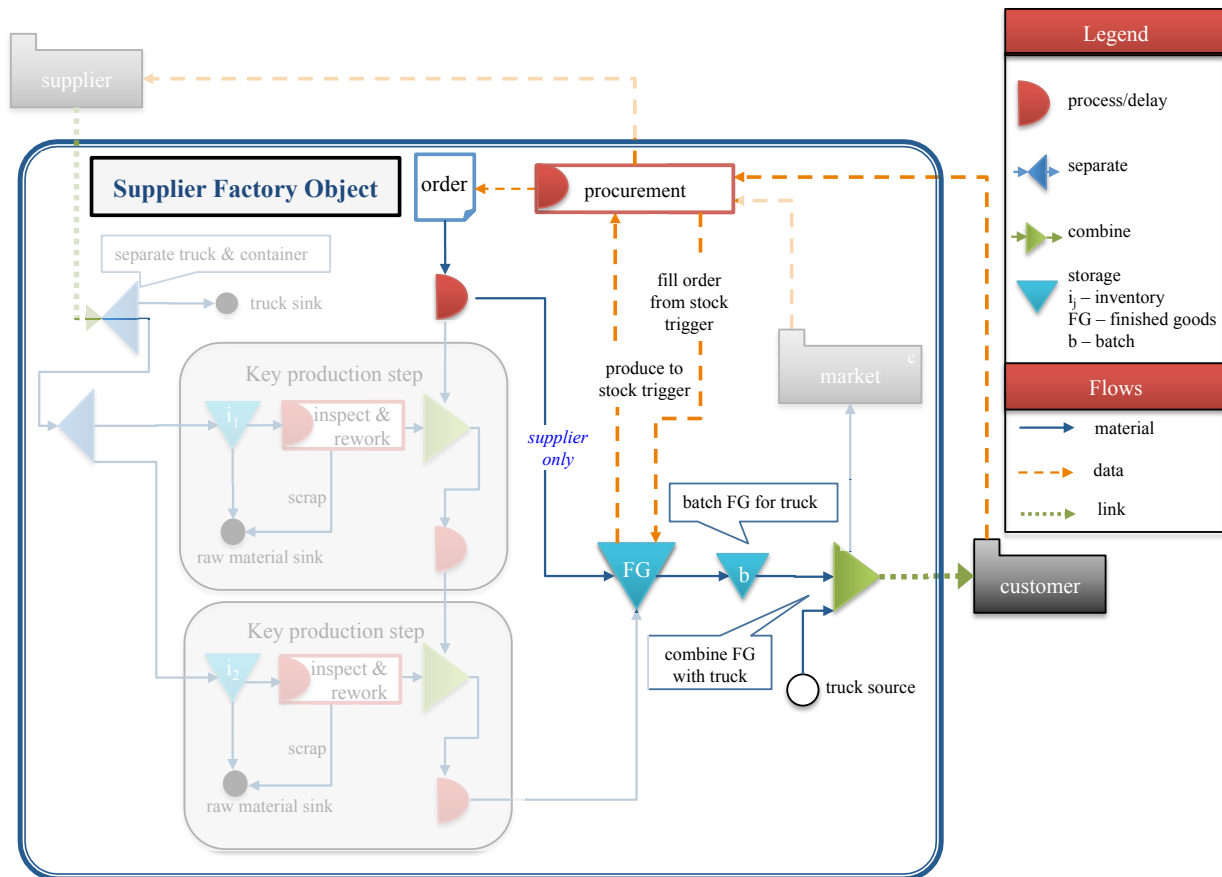 supplier
Supplier Factory Object
order
procurement
separate truck & container
truck sink
fill order
from stock
trigger
produce to
stock trigger
market
c
Key production step
i1
inspect &
rework
scrap
raw material sink
supplier
only
batch FG for truck
FG
b
customer
combine FG
with truck
truck source
Key production step
i2
inspect &
rework
scrap
raw material sink
Legend
process/delay
separate
combine
storage
ij – inventory
FG – finished goods
b – batch
Flows
material
data
link